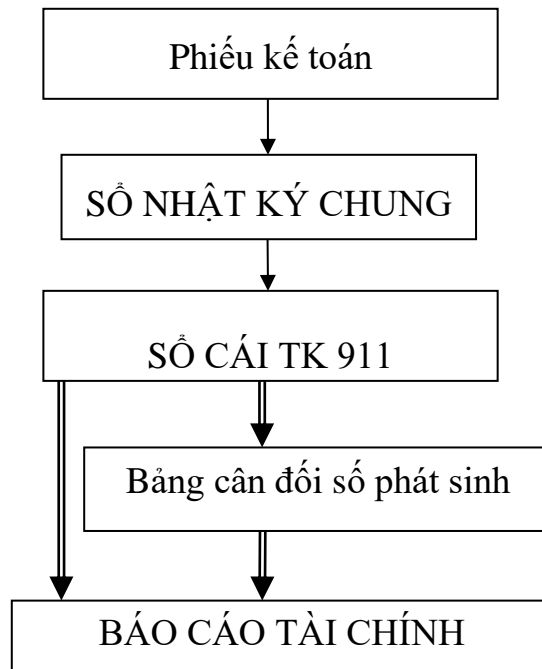 Phiếu kế toán
SỔ NHẬT KÝ CHUNG
SỔ CÁI TK 911
Bảng cân đối số phát sinh
BÁO CÁO TÀI CHÍNH